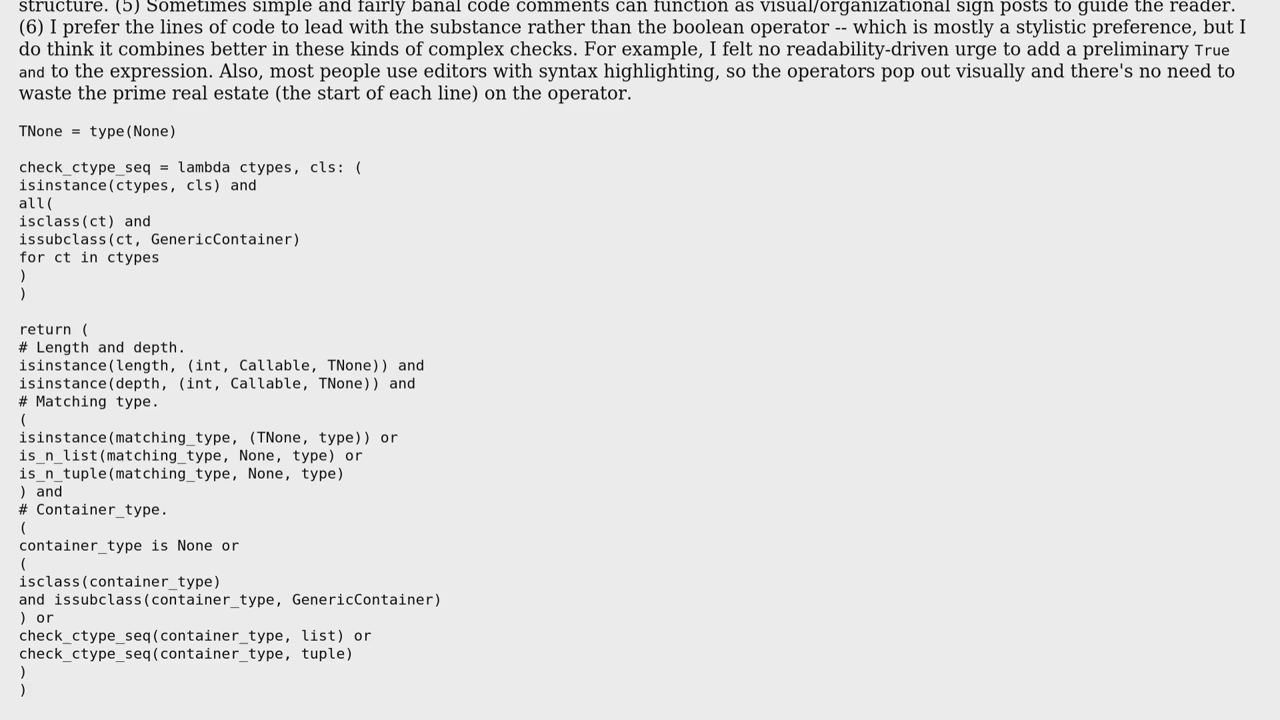 structure. (5) Sometimes simple and fairly banal code comments can function as visual/organizational sign posts to guide the reader.
(6) I prefer the lines of code to lead with the substance rather than the boolean operator -- which is mostly a stylistic preference, but I
do think it combines better in these kinds of complex checks. For example, I felt no readability-driven urge to add a preliminary True
and to the expression. Also, most people use editors with syntax highlighting, so the operators pop out visually and there's no need to
waste the prime real estate (the start of each line) on the operator.
TNone = type(None)
check_ctype_seq = lambda ctypes, cls: (
isinstance(ctypes, cls) and
all(
isclass(ct) and
issubclass(ct, GenericContainer)
for ct in ctypes
)
)
return (
# Length and depth.
isinstance(length, (int, Callable, TNone)) and
isinstance(depth, (int, Callable, TNone)) and
# Matching type.
(
isinstance(matching_type, (TNone, type)) or
is_n_list(matching_type, None, type) or
is_n_tuple(matching_type, None, type)
) and
# Container_type.
(
container_type is None or
(
isclass(container_type)
and issubclass(container_type, GenericContainer)
) or
check_ctype_seq(container_type, list) or
check_ctype_seq(container_type, tuple)
)
)